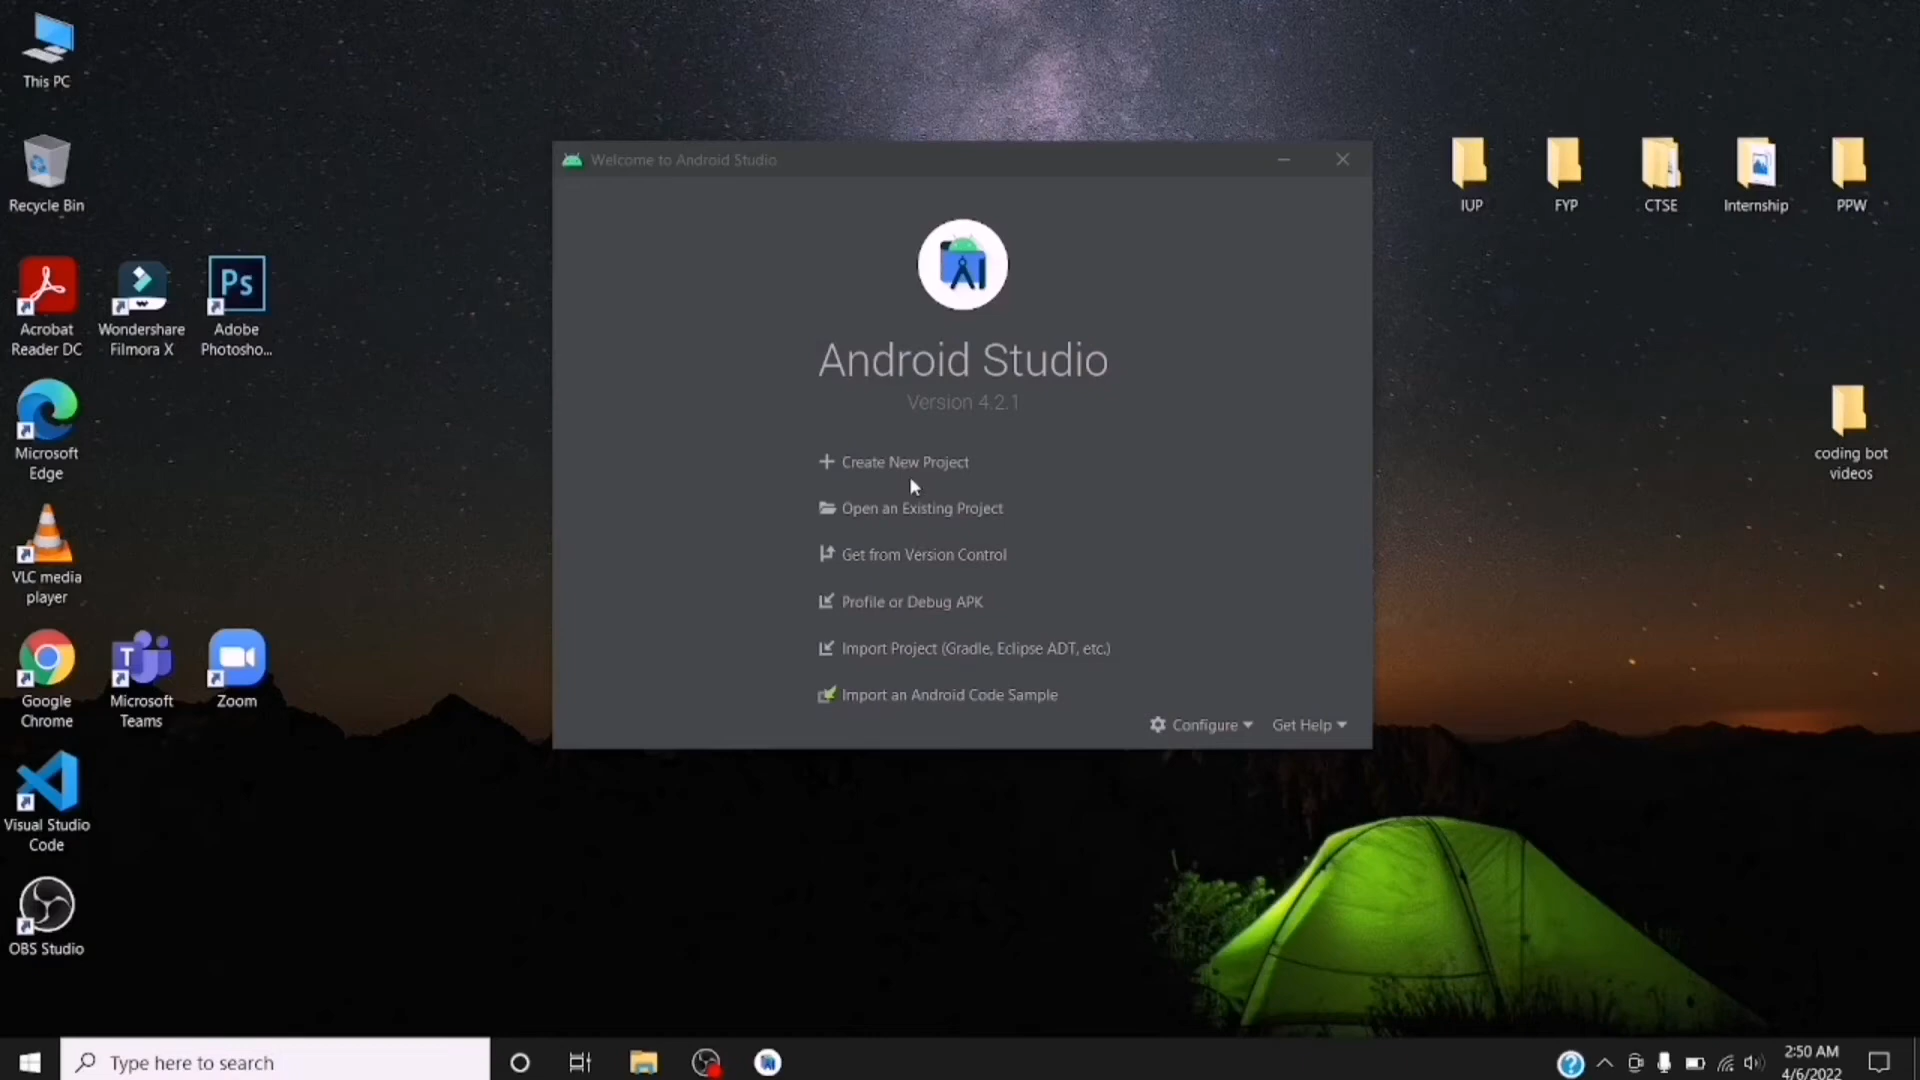 This PC
Recycle Bin
Acrobat
Reader DC
Wondershare
Filmora X
Adobe
Photosho...
Ps
Microsoft
Edge
VLC media
player
Google
Chrome
T
Microsoft
Teams
Zoom
Visual Studio
Code
OBS Studio
Welcome to Android Studio
Android Studio
Version 4.2.1
Create New Project
Open an Existing Project
Get from Version Control
Profile or Debug APK
Import Project (Gradle, Eclipse ADT, etc.)
Import an Android Code Sample
Configure
Get Help
IUP
FYP
CTSE
Internship
PPW
coding bot
videos
Type here to search
2:50 AM
4/6/2022